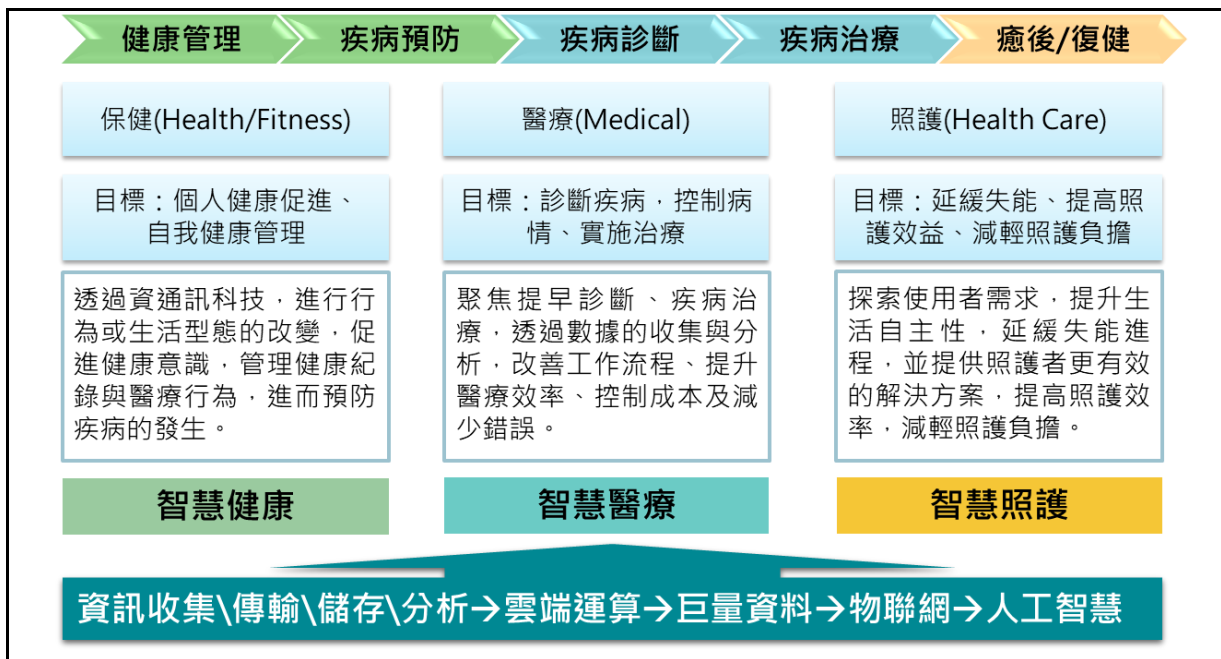 健康管理
疾病預防
疾病診斷
疾病治療
癒後/復健
保健(Health/Fitness)
目標：個人健康促進、
自我健康管理
透過資通訊科技，進行行
為或生活型態的改變，促
進健康意識，管理健康紀
錄與醫療行為，進而預防
疾病的發生。
智慧健康
醫療(Medical)
目標：診斷疾病，控制病
情、實施治療
聚焦提早診斷、疾病治
療，透過數據的收集與分
析，改善工作流程、提升
醫療效率、控制成本及減
少錯誤。
智慧醫療
照護(Health Care)
目標：延緩失能、提高照
護效益、減輕照護負擔
探索使用者需求，提升生
活自主性，延緩失能進
程，並提供照護者更有效
的解決方案，提高照護效
率，減輕照護負擔。
智慧照護
資訊收集\傳輸\儲存\分析→雲端運算→巨量資料→物聯網→人工智慧